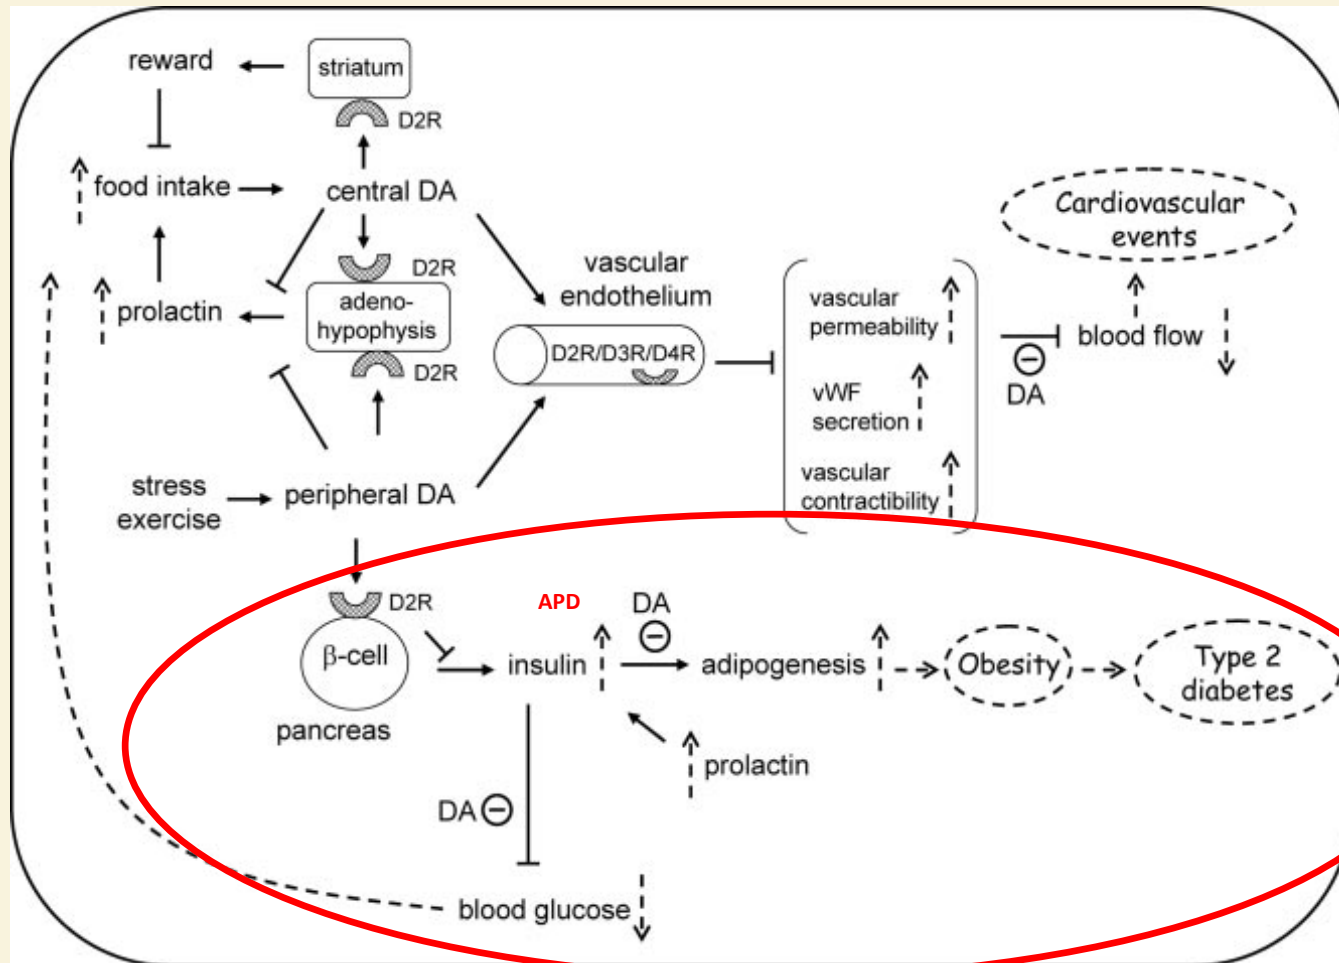 reward
striatum
D2R
food intake
central DA
Cardiovascular
events
D2R
vascular
endothelium
prolactin
adeno-
hypophysis
vascular
permeability
blood flow
D2R/D3R/D4R
D2R
DA
vWF
secretion
vascular
contractibility
stress
exercise
peripheral DA
D2R
APD
DA
β-cell
insulin
adipogenesis
Obesity
Type 2
diabetes
pancreas
prolactin
DA
blood glucose